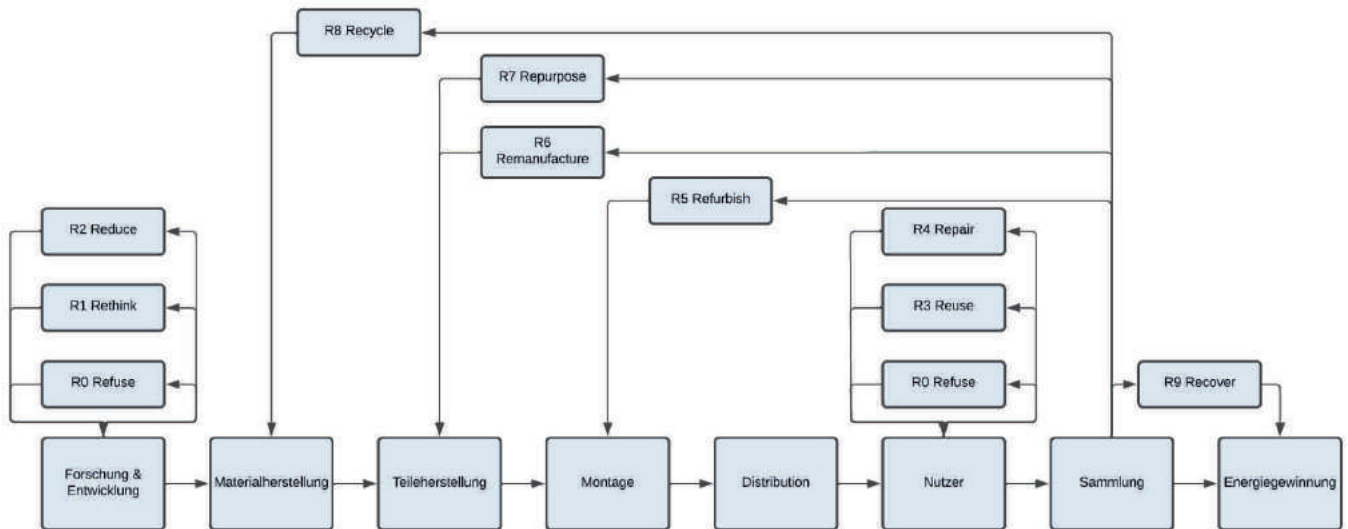 R8 Recycle
R7 Repurpose
R6
Remanufacture
R5 Refurbish
R2 Reduce
R4 Repair
R1 Rethink
R3 Reuse
R0 Refuse
R0 Refuse
R9 Recover
Forschung &
Entwicklung
Materialherstellung
Teileherstellung
Montage
Distribution
Nutzer
Sammlung
Energiegewinnung